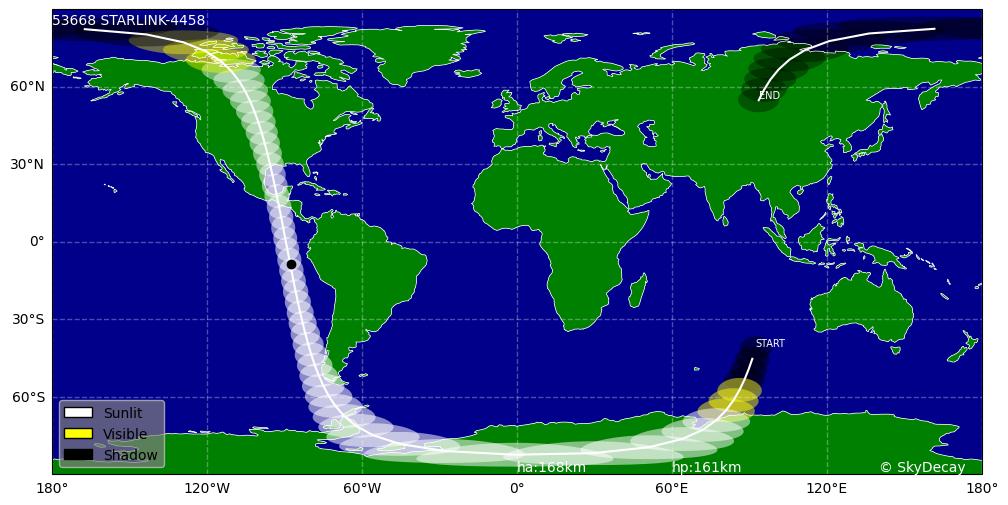 53668 STARLINK-4458
60°N
30°N
0°
30°S
60°S
END
START
Sunlit
Visible
Shadow
ha:168km hp:161km © SkyDecay
180° 120°W 60°W 0° 60°E 120°E 180°